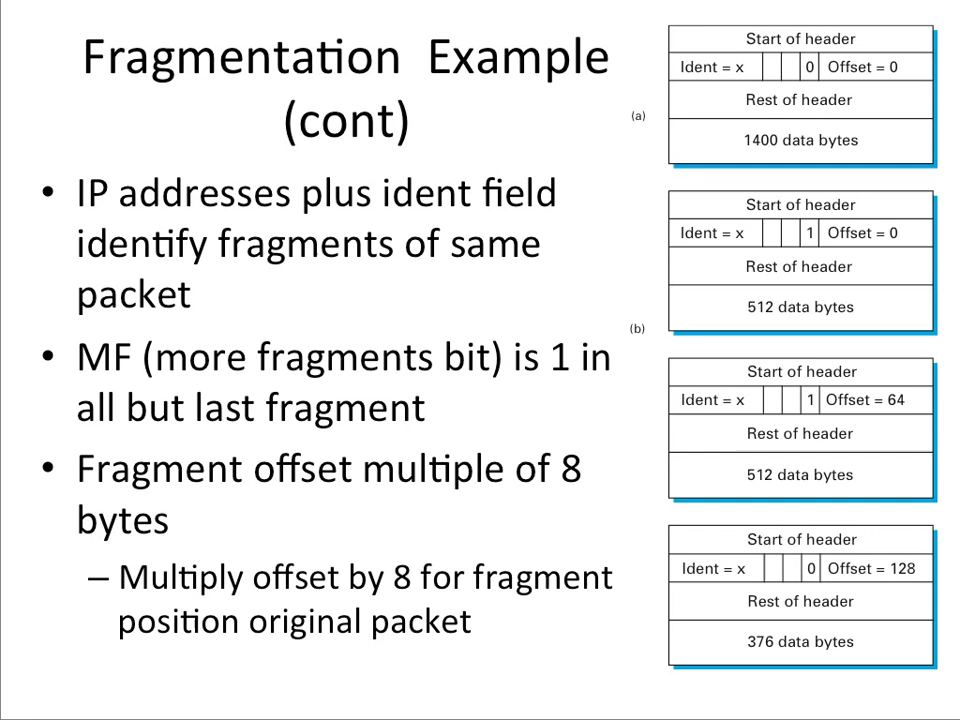 Fragmentation Example
(cont)
• IP addresses plus ident field
identify fragments of same
packet
• MF (more fragments bit) is 1 in
all but last fragment
• Fragment offset multiple of 8
bytes
– Multiply offset by 8 for fragment
position original packet
(a)
Start of header
Ident = x 0 Offset = 0
Rest of header
1400 data bytes
(b)
Start of header
Ident = x 1 Offset = 0
Rest of header
512 data bytes
Start of header
Ident = x 1 Offset = 64
Rest of header
512 data bytes
Start of header
Ident = x 0 Offset = 128
Rest of header
376 data bytes